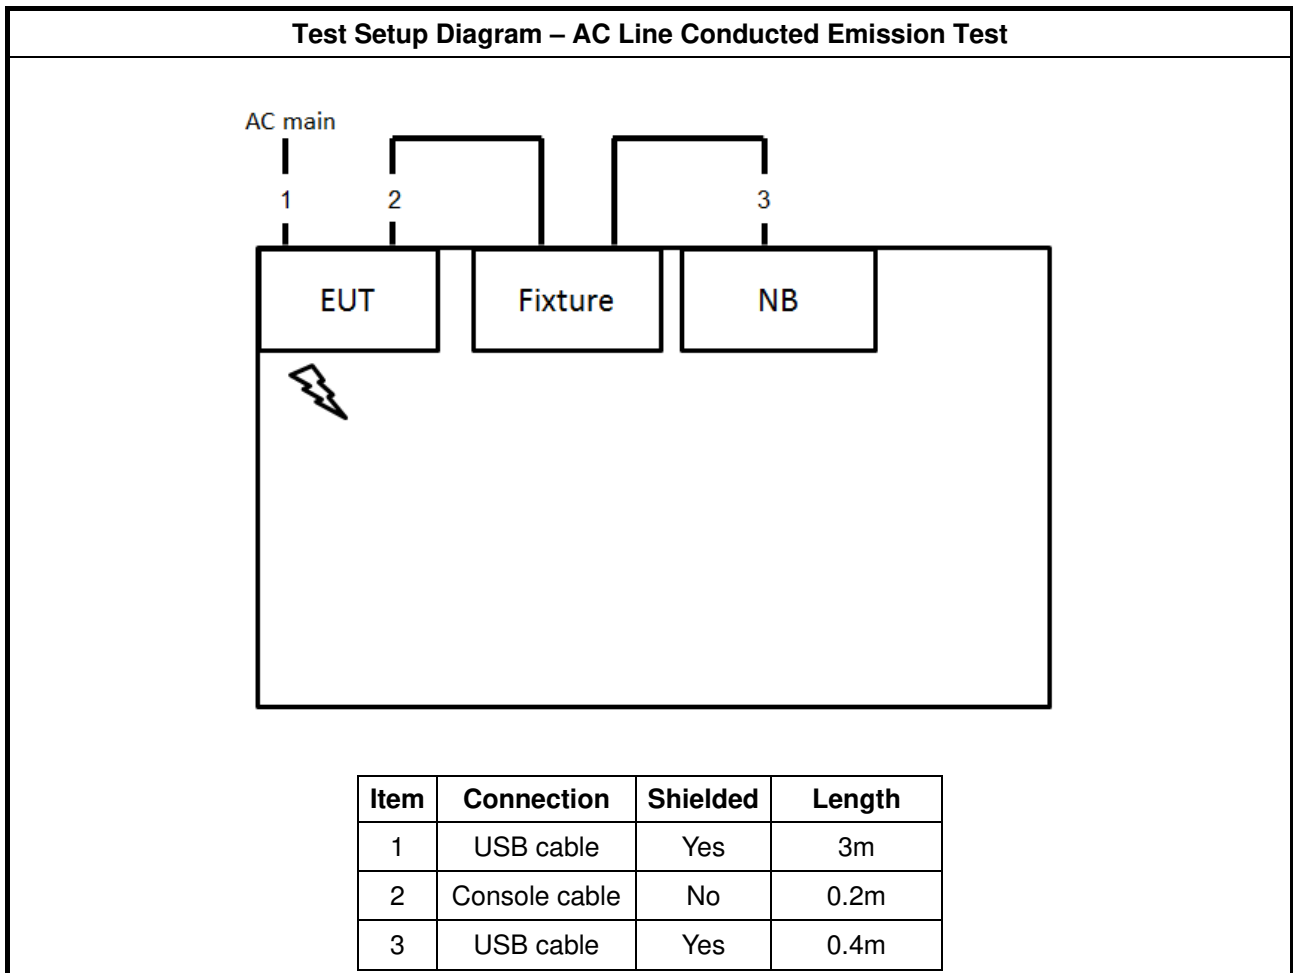 Test Setup Diagram – AC Line Conducted Emission Test
AC main
1 2 3
EUT Fixture NB
Item Connection Shielded Length
1 USB cable Yes 3m
2 Console cable No 0.2m
3 USB cable Yes 0.4m